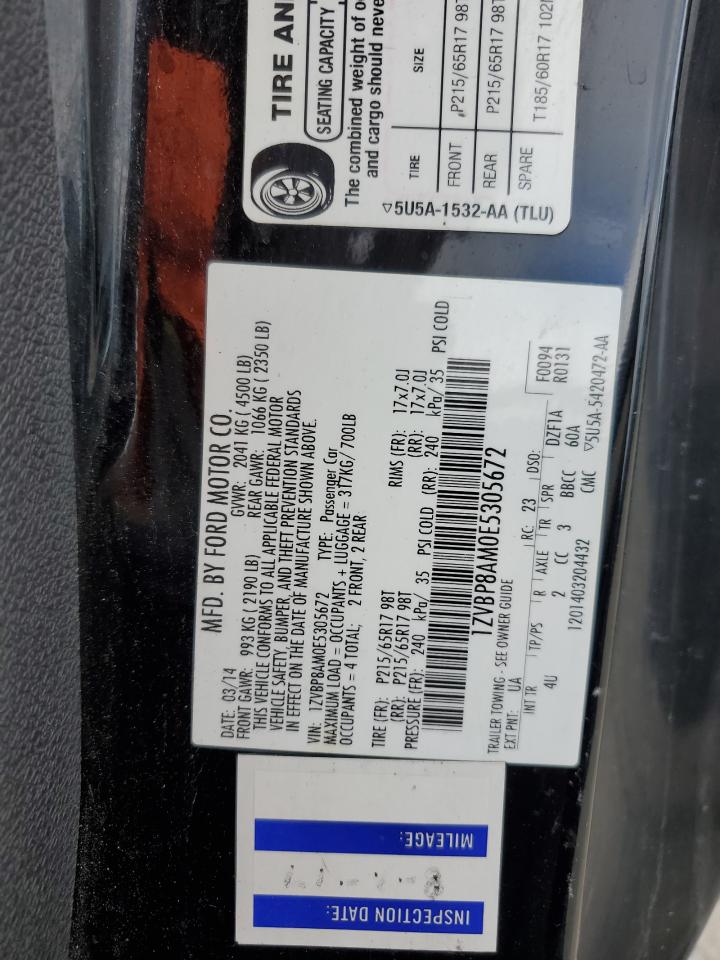 TIRE AN
SEATING CAPACITY
The combined weight of o
and cargo should neve
TIRE SIZE
FRONT P215/65R17 98T
REAR P215/65R17 98T
SPARE T185/60R17 102
▽5U5A-1532-AA (TLU)
MFD. BY FORD MOTOR CO.
DATE: 03/14 GVWR: 2041 KG ( 4500 LB)
FRONT GAWR: 993 KG ( 2190 LB) REAR GAWR: 1066 KG ( 2350 LB)
THIS VEHICLE CONFORMS TO ALL APPLICABLE FEDERAL MOTOR
VEHICLE SAFETY, BUMPER, AND THEFT PREVENTION STANDARDS
IN EFFECT ON THE DATE OF MANUFACTURE SHOWN ABOVE.
VIN: 1ZVBP8AM0E5305672 TYPE: Passenger Car
MAXIMUM LOAD = OCCUPANTS + LUGGAGE = 317KG/ 700LB
OCCUPANTS = 4 TOTAL; 2 FRONT, 2 REAR
TIRE (FR): P215/65R17 98T RIMS (FR): 17x7.0J
(RR): P215/65R17 98T (RR): 17x7.0J
PRESSURE (FR): 240 kPa/ 35 PSI COLD (RR): 240 kPa/ 35 PSI COLD
1ZVBP8AM0E5305672
TRAILER TOWING - SEE OWNER GUIDE
EXT PNT: UA RC: 23 DSO: F0094
INT TR TP/PS R AXLE TR SPR DZF1A R0131
4U 2 CC 3 BBCC 60A
1201403204432 CMC ▽5U5A-5420472-AA
INSPECTION DATE:
MILEAGE: